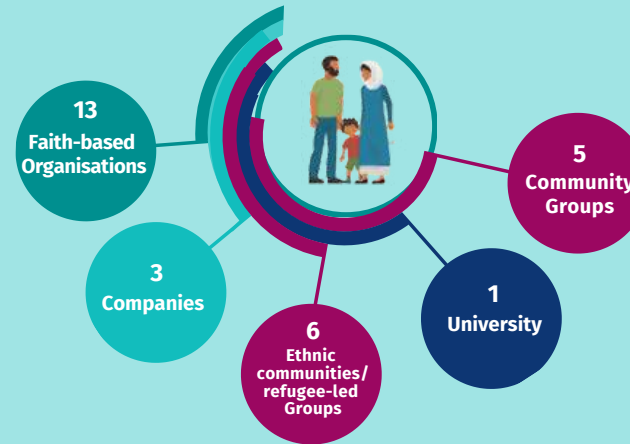 13
Faith-based
Organisations
3
Companies
6
Ethnic
communities/
refugee-led
Groups
1
University
5
Community
Groups